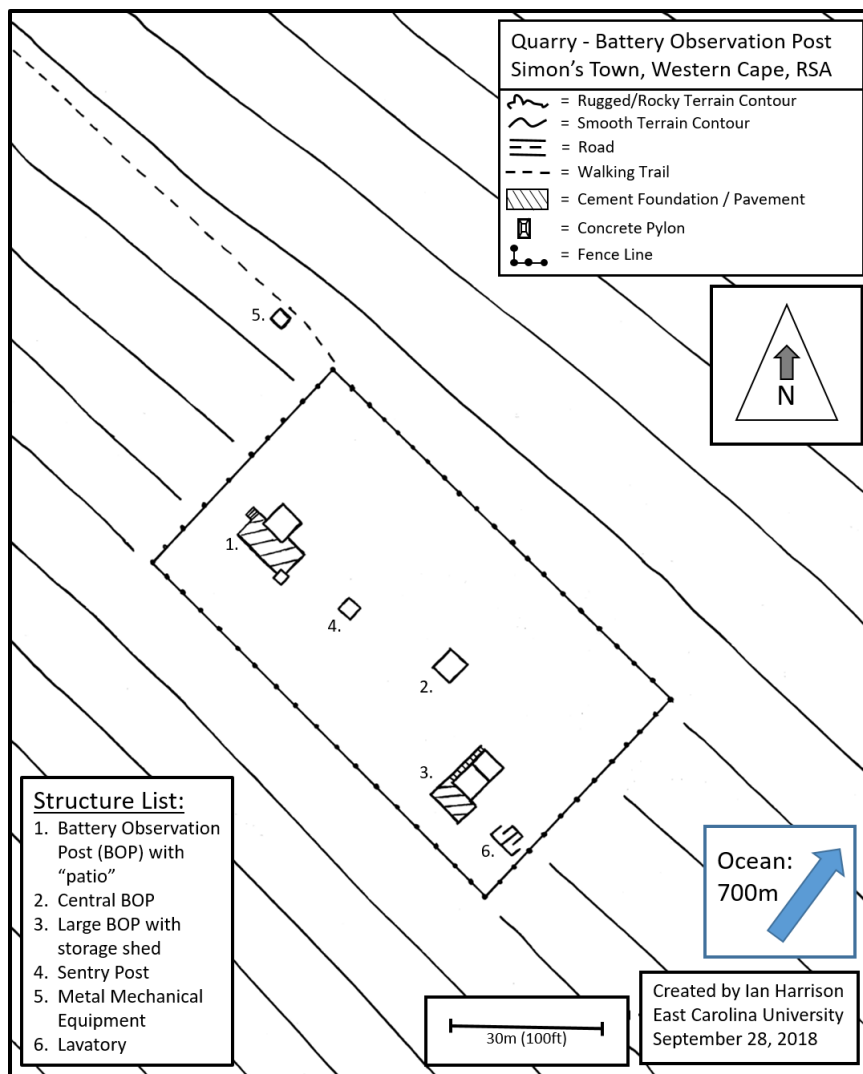 Quarry - Battery Observation Post
Simon's Town, Western Cape, RSA
= Rugged/Rocky Terrain Contour
= Smooth Terrain Contour
= Road
= Walking Trail
= Cement Foundation / Pavement
= Concrete Pylon
= Fence Line
N
5.
1.
4.
2.
3.
6.
Structure List:
1. Battery Observation
Post (BOP) with
"patio"
2. Central BOP
3. Large BOP with
storage shed
4. Sentry Post
5. Metal Mechanical
Equipment
6. Lavatory
Ocean:
700m
30m (100ft)
Created by Ian Harrison
East Carolina University
September 28, 2018